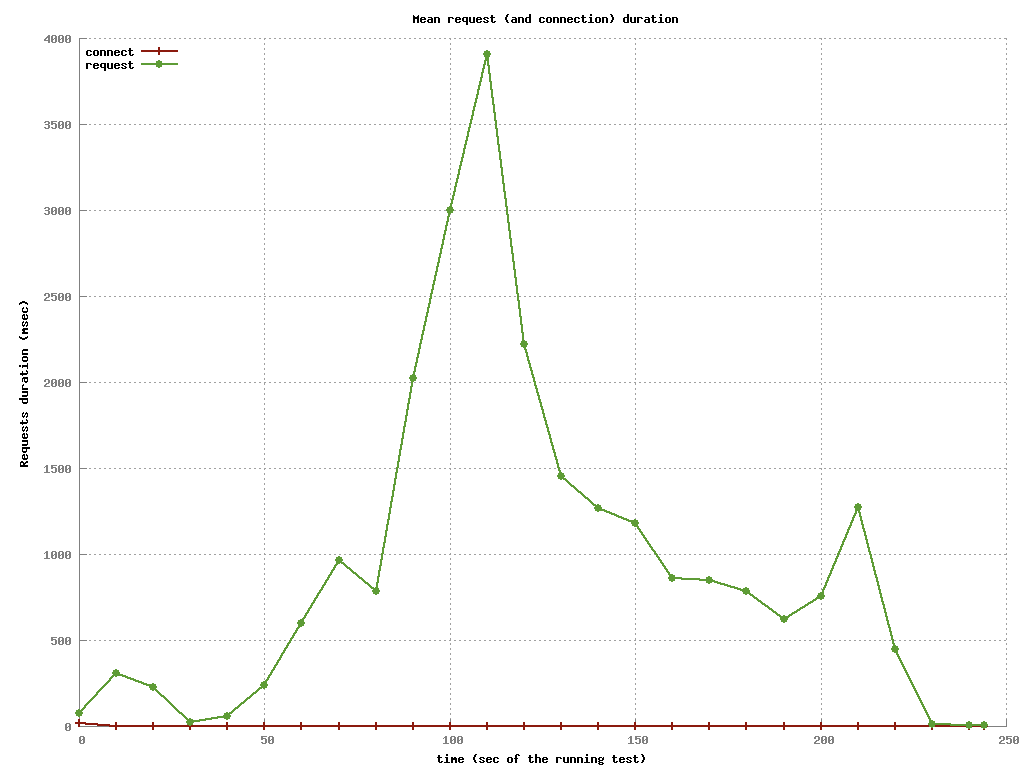 Mean request (and connection) duration
connect
request
4000
3500
3000
2500
2000
1500
1000
500
0
Requests duration (msec)
0 50 100 150 200 250
time (sec of the running test)